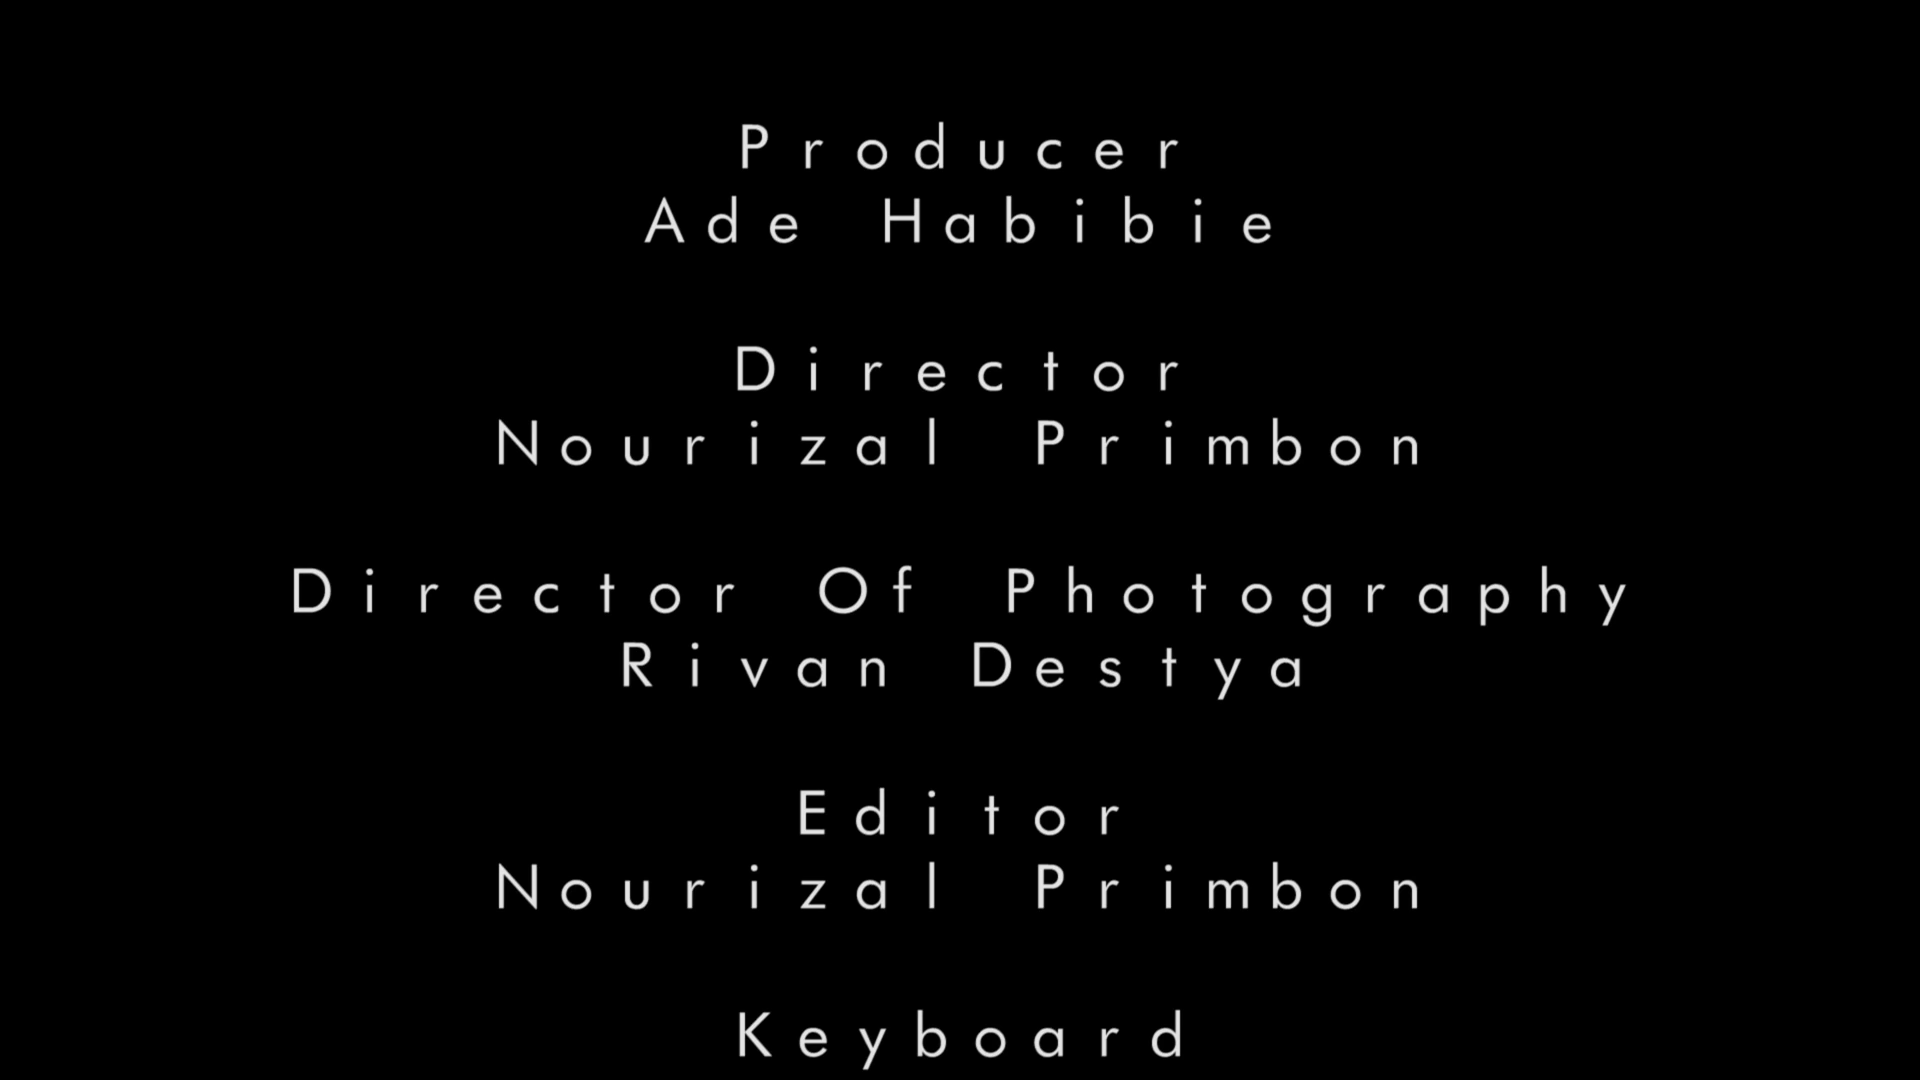 Producer
Ade Habibie
Director
Nourizal Primbon
Director Of Photography
Rivan Destya
Editor
Nourizal Primbon
Keyboard